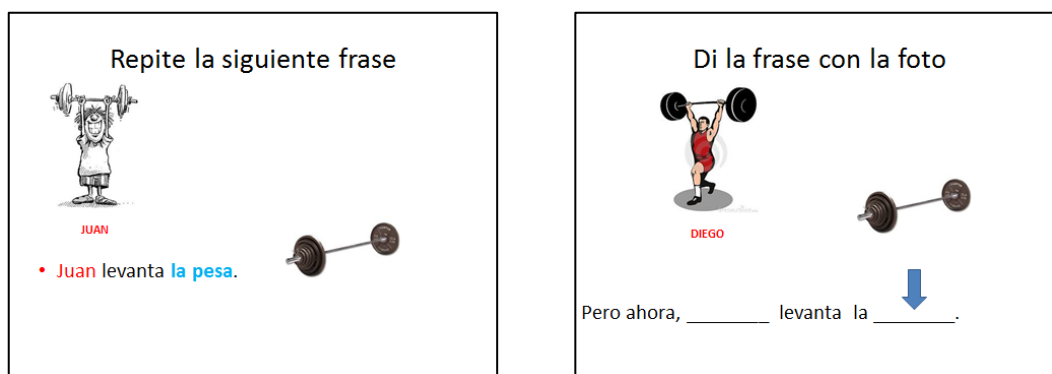 Repite la siguiente frase
JUAN
• Juan levanta la pesa.
Di la frase con la foto
DIEGO
Pero ahora, ________ levanta la ________.